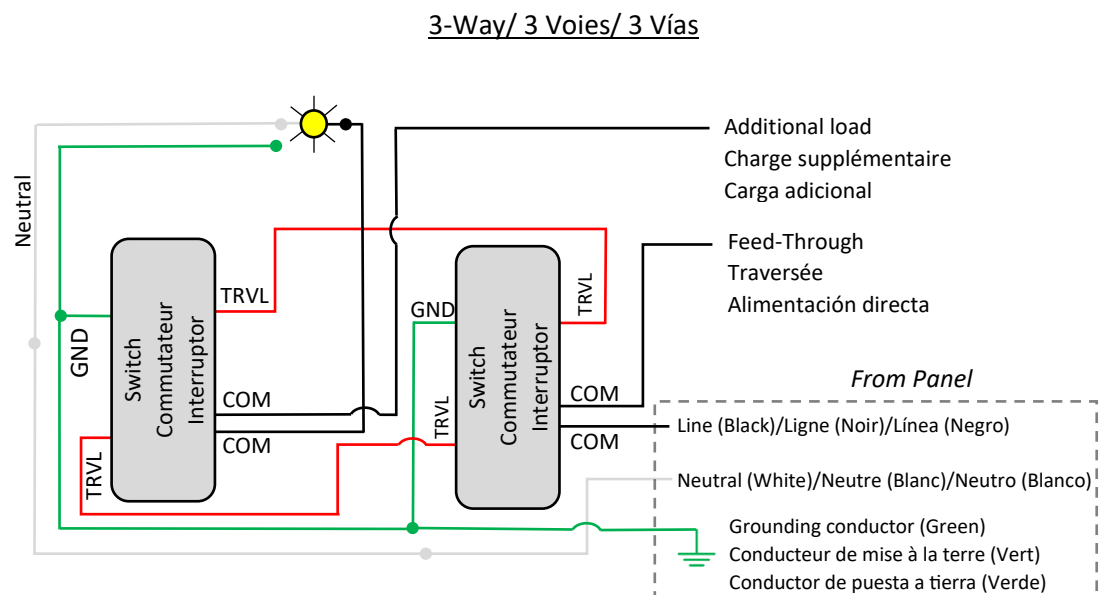 3-Way/ 3 Voies/ 3 Vías
Additional load
Charge supplémentaire
Carga adicional
Neutral
Feed-Through
Traversée
Alimentación directa
TRVL
TRVL
GND
GND
Switch
Commutateur
Interruptor
Switch
Commutateur
Interruptor
COM
COM
COM
COM
TRVL
TRVL
From Panel
Line (Black)/Ligne (Noir)/Línea (Negro)
Neutral (White)/Neutre (Blanc)/Neutro (Blanco)
Grounding conductor (Green)
Conducteur de mise à la terre (Vert)
Conductor de puesta a tierra (Verde)